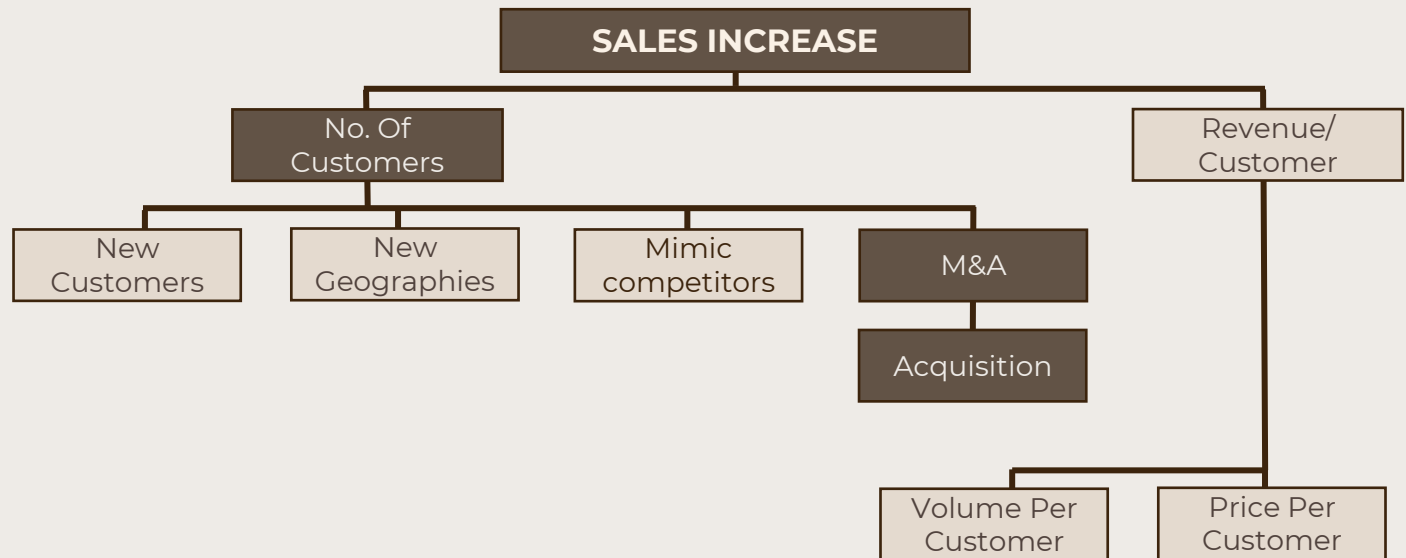 SALES INCREASE
No. Of
Customers
Revenue/
Customer
New
Customers
New
Geographies
Mimic
competitors
M&A
Acquisition
Volume Per
Customer
Price Per
Customer